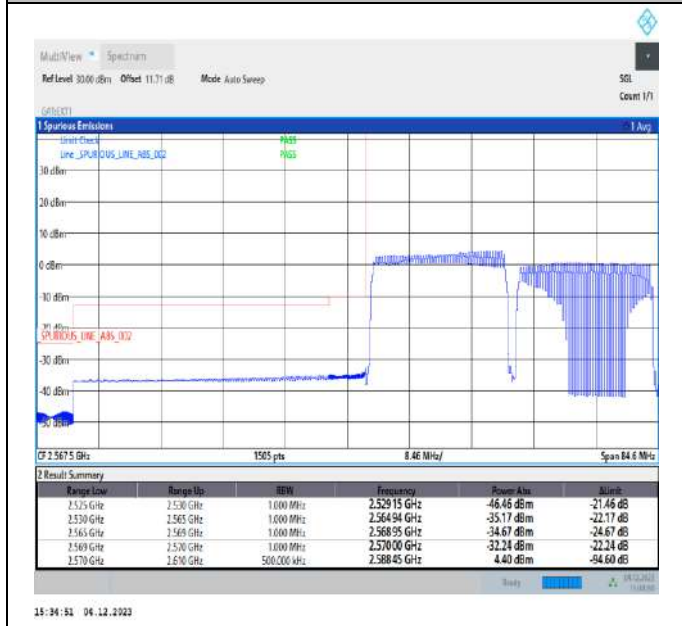 MultiView Spectrum
Ref Level 30.00 dBm Offset 11.71 dB Mode Auto Sweep SGL
Count 1/1
1 Spurious Emissions 1 Avg
Limit Check PASS
Line _SPURIOUS_LINE_ABS_002 PASS
30 dBm
20 dBm
10 dBm
0 dBm
-10 dBm
-20 dBm
_SPURIOUS_LINE_ABS_002
-30 dBm
-40 dBm
-50 dBm
CF 2.5675 GHz 1505 pts 8.46 MHz/ Span 84.6 MHz
2 Result Summary
Range Low Range Up RBW Frequency Power Abs ΔLimit
2.525 GHz 2.530 GHz 1.000 MHz 2.52915 GHz -46.46 dBm -21.46 dB
2.530 GHz 2.565 GHz 1.000 MHz 2.56494 GHz -35.17 dBm -22.17 dB
2.565 GHz 2.569 GHz 1.000 MHz 2.56895 GHz -34.67 dBm -24.67 dB
2.569 GHz 2.570 GHz 1.000 MHz 2.57000 GHz -32.24 dBm -22.24 dB
2.570 GHz 2.610 GHz 500.000 kHz 2.58845 GHz 4.40 dBm -94.60 dB
Ready
15:34:51 04.12.2023